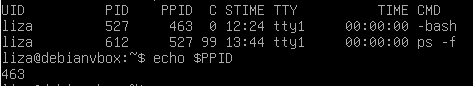 UID PID PPID C STIME TTY TIME CMD
liza 527 463 0 12:24 tty1 00:00:00 -bash
liza 612 527 99 13:44 tty1 00:00:00 ps -f
liza@debianvbox:~$ echo $PPID
463